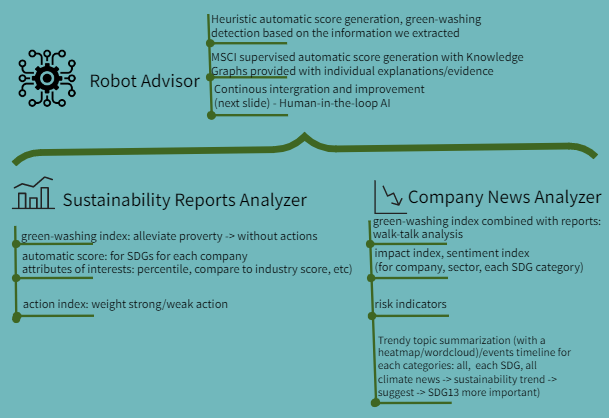 Heuristic automatic score generation, green-washing
detection based on the information we extracted
MSCI supervised automatic score generation with Knowledge
Graphs provided with individual explanations/evidence
Robot Advisor
Continous intergration and improvement
(next slide) - Human-in-the-loop AI
Sustainability Reports Analyzer
green-washing index: alleviate proverty -> without actions
automatic score: for SDGs for each company
attributes of interests: percentile, compare to industry score, etc)
action index: weight strong/weak action
Company News Analyzer
green-washing index combined with reports:
walk-talk analysis
impact index, sentiment index
(for company, sector, each SDG category)
risk indicators
Trendy topic summarization (with a
heatmap/wordcloud)/events timeline for
each categories: all, each SDG, all
climate news -> sustainability trend ->
suggest -> SDG13 more important)